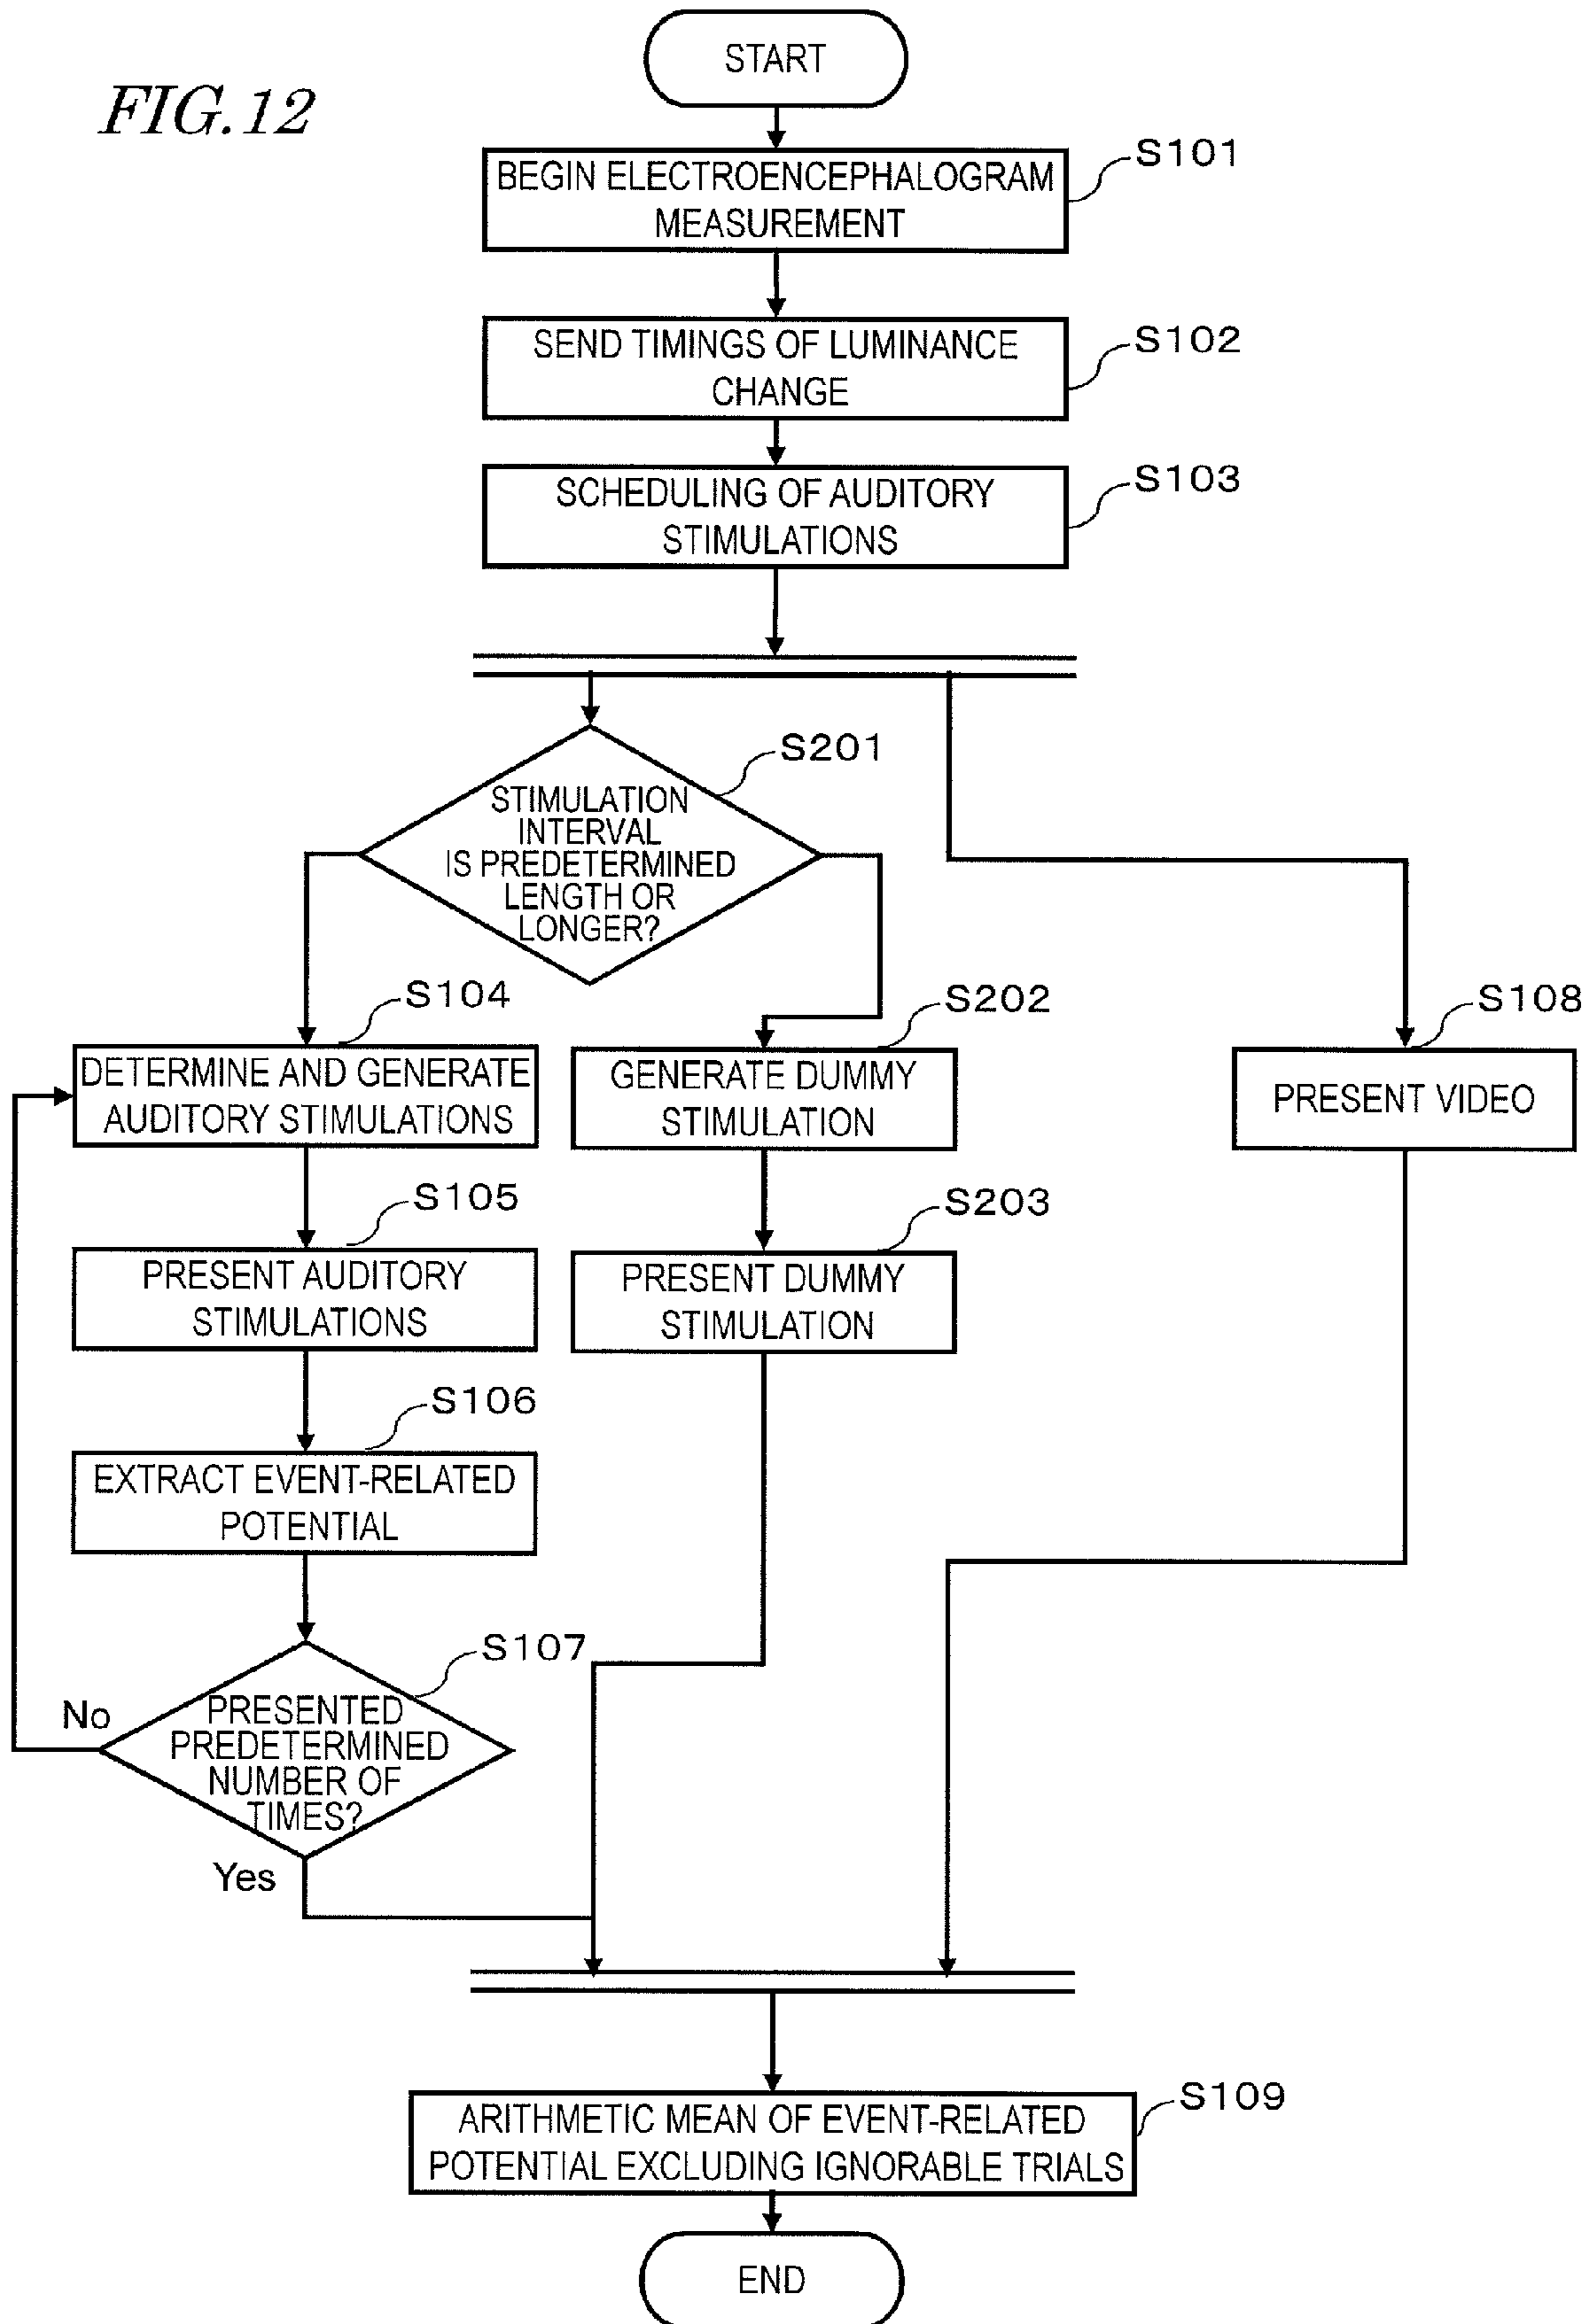 FIG.12
START
BEGIN ELECTROENCEPHALOGRAM
MEASUREMENT
S101
SEND TIMINGS OF LUMINANCE
CHANGE
S102
SCHEDULING OF AUDITORY
STIMULATIONS
S103
STIMULATION
INTERVAL
IS PREDETERMINED
LENGTH OR
LONGER?
S201
S104
DETERMINE AND GENERATE
AUDITORY STIMULATIONS
S202
GENERATE DUMMY
STIMULATION
S108
PRESENT VIDEO
S105
PRESENT AUDITORY
STIMULATIONS
S203
PRESENT DUMMY
STIMULATION
S106
EXTRACT EVENT-RELATED
POTENTIAL
S107
PRESENTED
PREDETERMINED
NUMBER OF
TIMES?
No
Yes
S109
ARITHMETIC MEAN OF EVENT-RELATED
POTENTIAL EXCLUDING IGNORABLE TRIALS
END